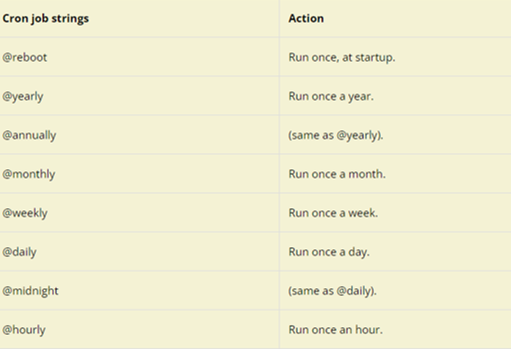 Cron job strings Action
@reboot Run once, at startup.
@yearly Run once a year.
@annually (same as @yearly).
@monthly Run once a month.
@weekly Run once a week.
@daily Run once a day.
@midnight (same as @daily).
@hourly Run once an hour.